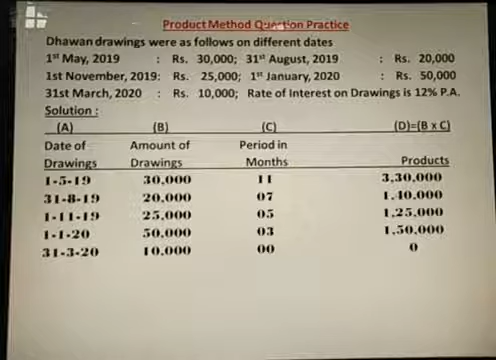 Product Method Question Practice
Dhawan drawings were as follows on different dates
1st May, 2019 : Rs. 30,000; 31st August, 2019 : Rs. 20,000
1st November, 2019: Rs. 25,000; 1st January, 2020 : Rs. 50,000
31st March, 2020 : Rs. 10,000; Rate of Interest on Drawings is 12% P.A.
Solution :
(A) (B) (C) (D)=(B x C)
Date of Amount of Period in
Drawings Drawings Months Products
1-5-19 30,000 11 3,30,000
31-8-19 20,000 07 1,40,000
1-11-19 25,000 05 1,25,000
1-1-20 50,000 03 1,50,000
31-3-20 10,000 00 0